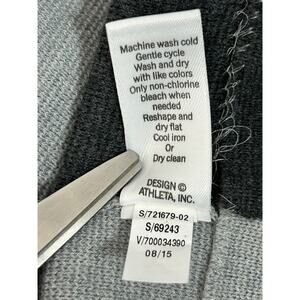 Machine wash cold
Gentle cycle
Wash and dry
with like colors
Only non-chlorine
bleach when
needed
Reshape and
dry flat
Cool iron
Or
Dry clean
DESIGN ©
ATHLETA, INC.
S/721679-02
S/69243
V/700034390
08/15